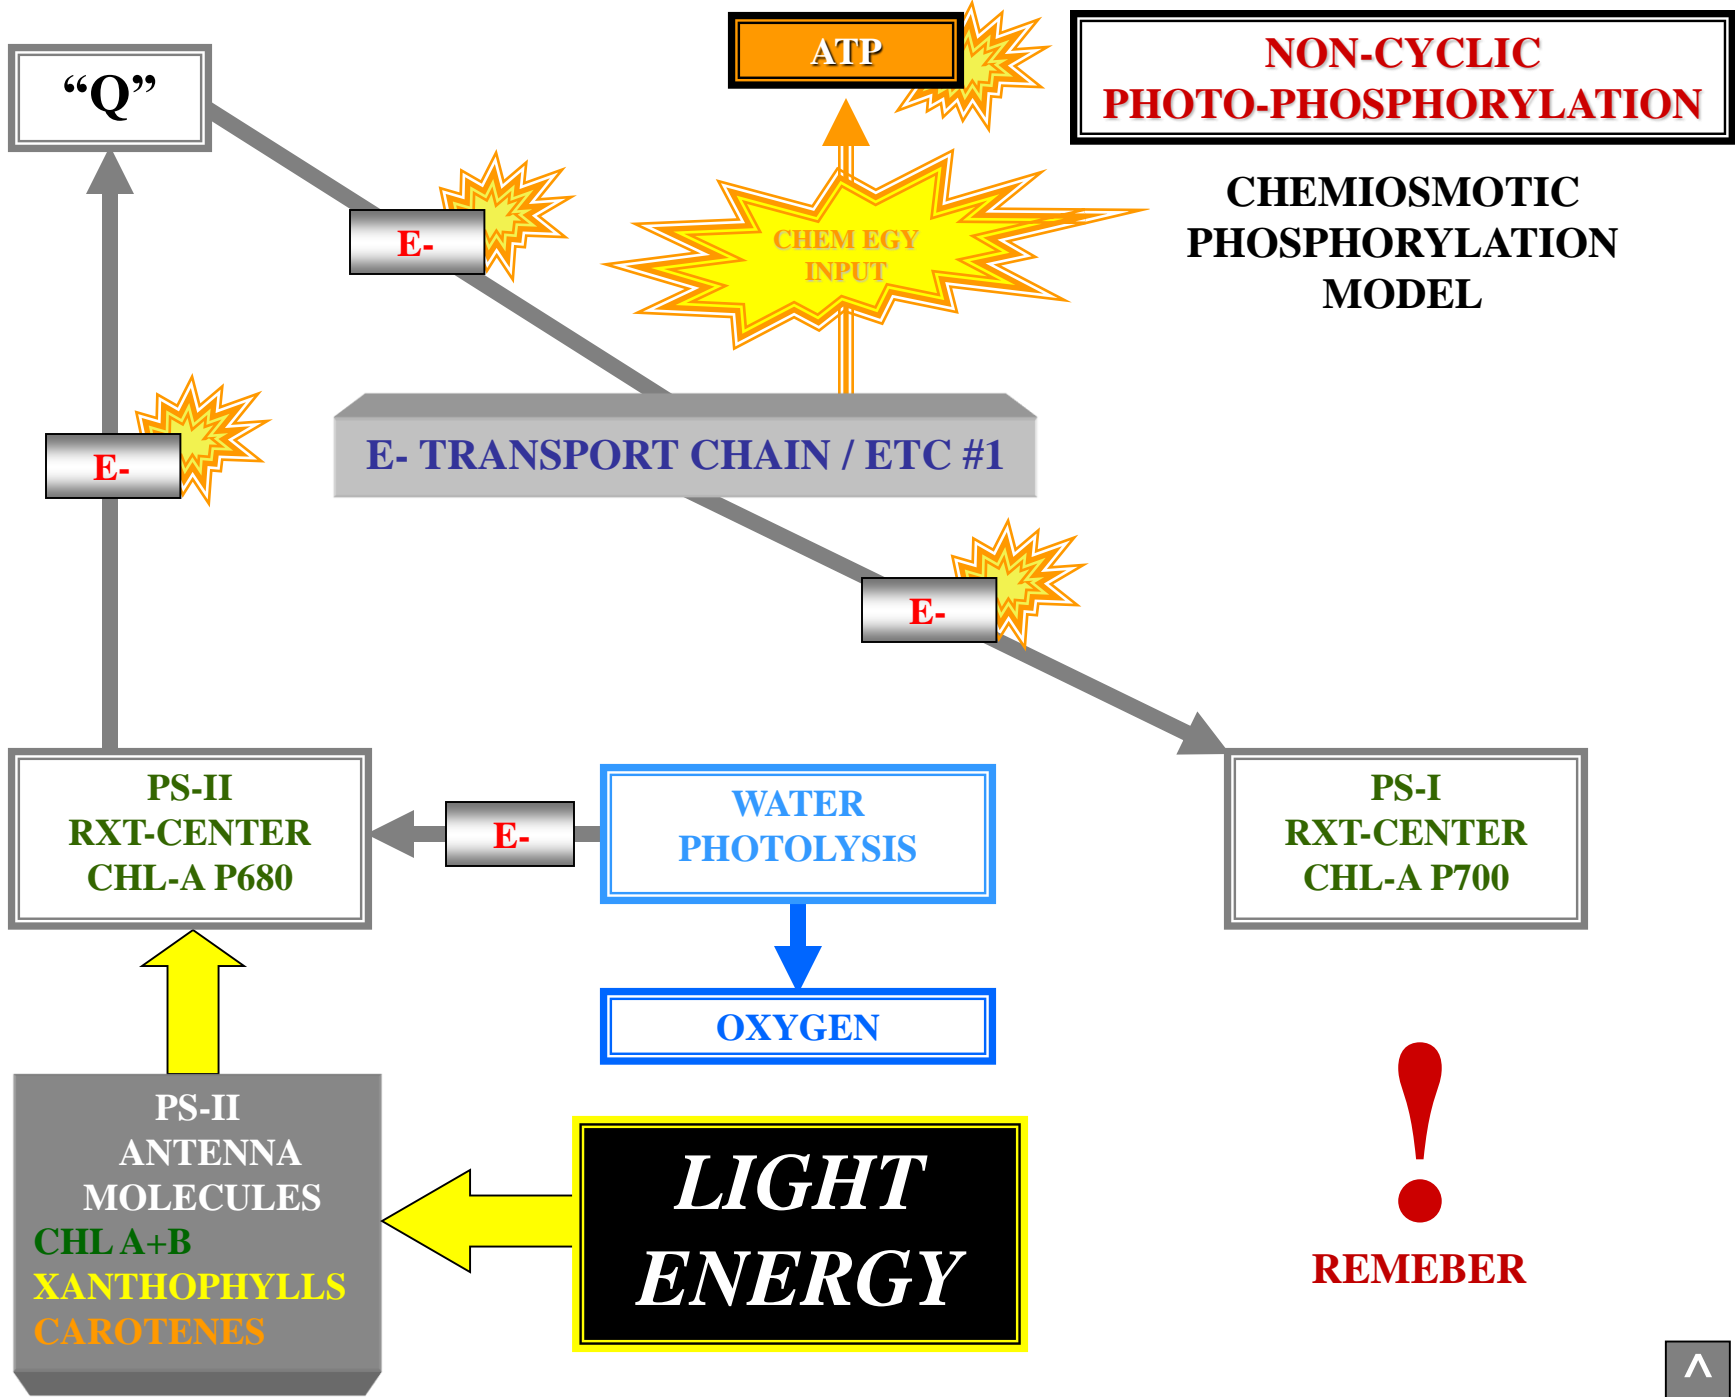 “Q”
ATP
NON-CYCLIC
PHOTO-PHOSPHORYLATION
CHEMIOSMOTIC
PHOSPHORYLATION
MODEL
E-
CHEM EGY
INPUT
E-
E- TRANSPORT CHAIN / ETC #1
E-
PS-II
RXT-CENTER
CHL-A P680
E-
WATER
PHOTOLYSIS
PS-I
RXT-CENTER
CHL-A P700
OXYGEN
PS-II
ANTENNA
MOLECULES
CHL A+B
XANTHOPHYLLS
CAROTENES
LIGHT
ENERGY
!
REMEBER
^